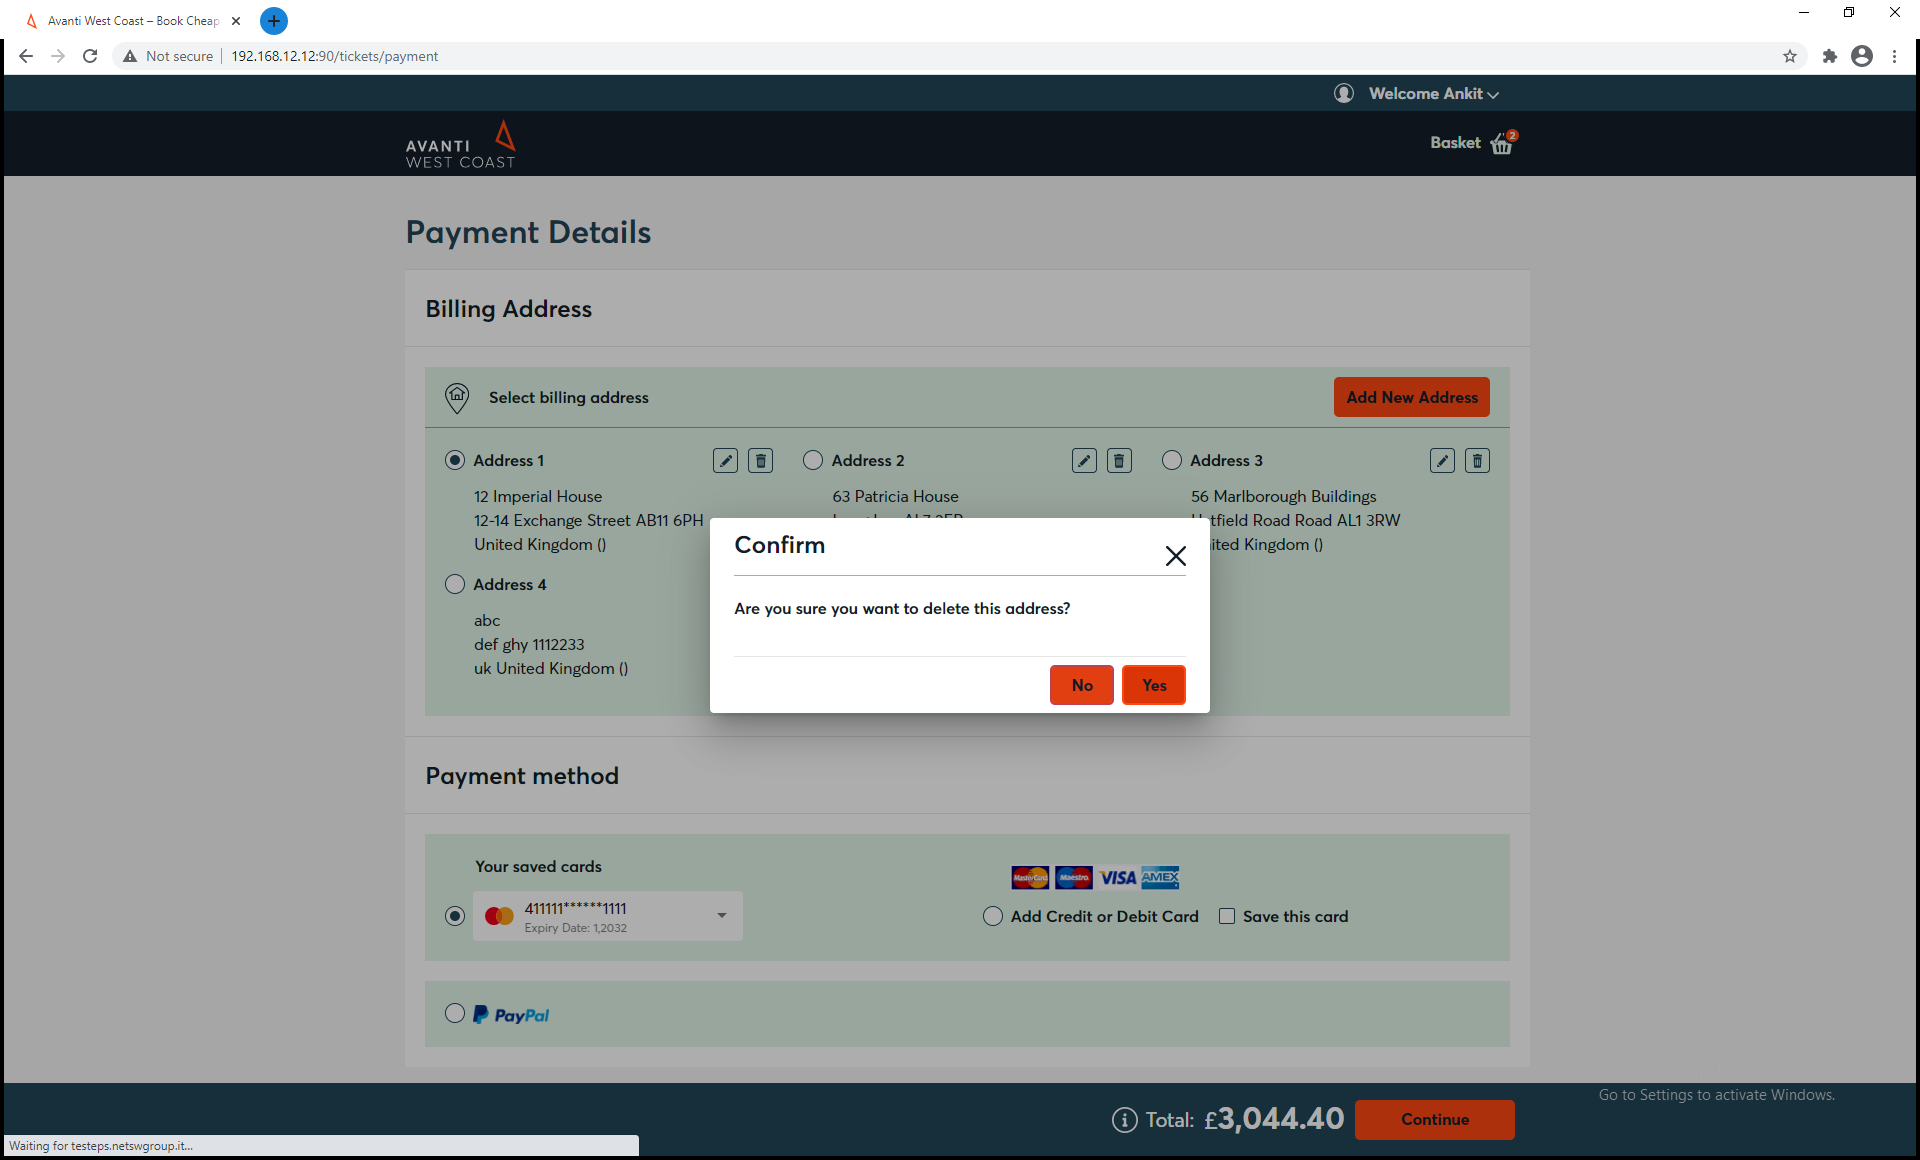 Avanti West Coast – Book Cheap
Not secure
192.168.12.12:90/tickets/payment
Welcome Ankit
AVANTI
WEST COAST
Basket
2
Payment Details
Billing Address
Select billing address
Add New Address
Address 1
12 Imperial House
12-14 Exchange Street AB11 6PH
United Kingdom ()
Address 2
63 Patricia House
Address 3
56 Marlborough Buildings
Road Road AL1 3RW
Kingdom ()
Address 4
abc
def ghy 1112233
uk United Kingdom ()
Confirm
Are you sure you want to delete this address?
No
Yes
Payment method
Your saved cards
411111******1111
Expiry Date: 1,2032
MasterCard
Maestro
VISA
AMEX
Add Credit or Debit Card
Save this card
PayPal
Go to Settings to activate Windows.
Total: £3,044.40
Continue
Waiting for testeps.netswgroup.it...